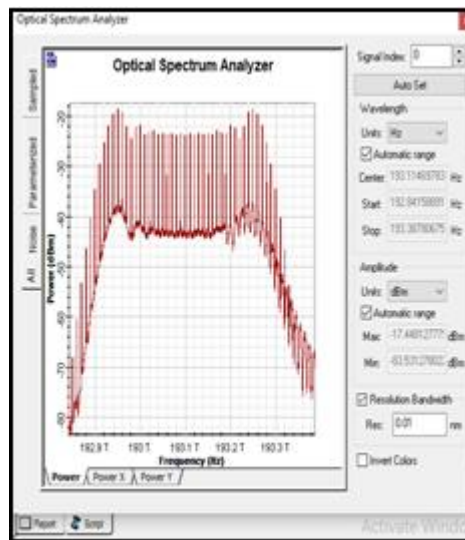 Optical Spectrum Analyzer
Optical Spectrum Analyzer
Signal Index: 0
Auto Set
Wavelength
Units: Hz
Automatic range
Center: Hz
Start: Hz
Stop: Hz
Amplitude
Units: dBm
Automatic range
Max: dBm
Min: dBm
Resolution Bandwidth
Res: 0.01 nm
Invert Colors
Sampled
Parameterized
Noise
All
Power (dBm)
-20
-30
-40
-50
-60
-70
-80
192.9 T 193 T 193.1 T 193.2 T 193.3 T
Frequency (Hz)
Power Power X Power Y
Report Script
Activate Windo